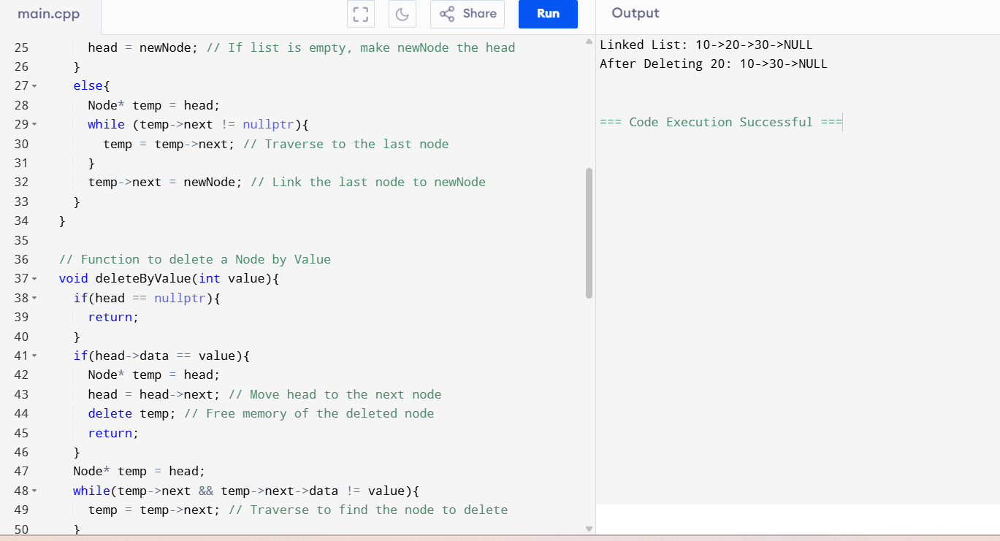 main.cpp
Share
Run
Output
25 head = newNode; // If list is empty, make newNode the head
26 }
27 else{
28 Node* temp = head;
29 while (temp->next != nullptr){
30 temp = temp->next; // Traverse to the last node
31 }
32 temp->next = newNode; // Link the last node to newNode
33 }
34 }
35
36 // Function to delete a Node by Value
37 void deleteByValue(int value){
38 if(head == nullptr){
39 return;
40 }
41 if(head->data == value){
42 Node* temp = head;
43 head = head->next; // Move head to the next node
44 delete temp; // Free memory of the deleted node
45 return;
46 }
47 Node* temp = head;
48 while(temp->next && temp->next->data != value){
49 temp = temp->next; // Traverse to find the node to delete
50 }
Linked List: 10->20->30->NULL
After Deleting 20: 10->30->NULL
=== Code Execution Successful ===